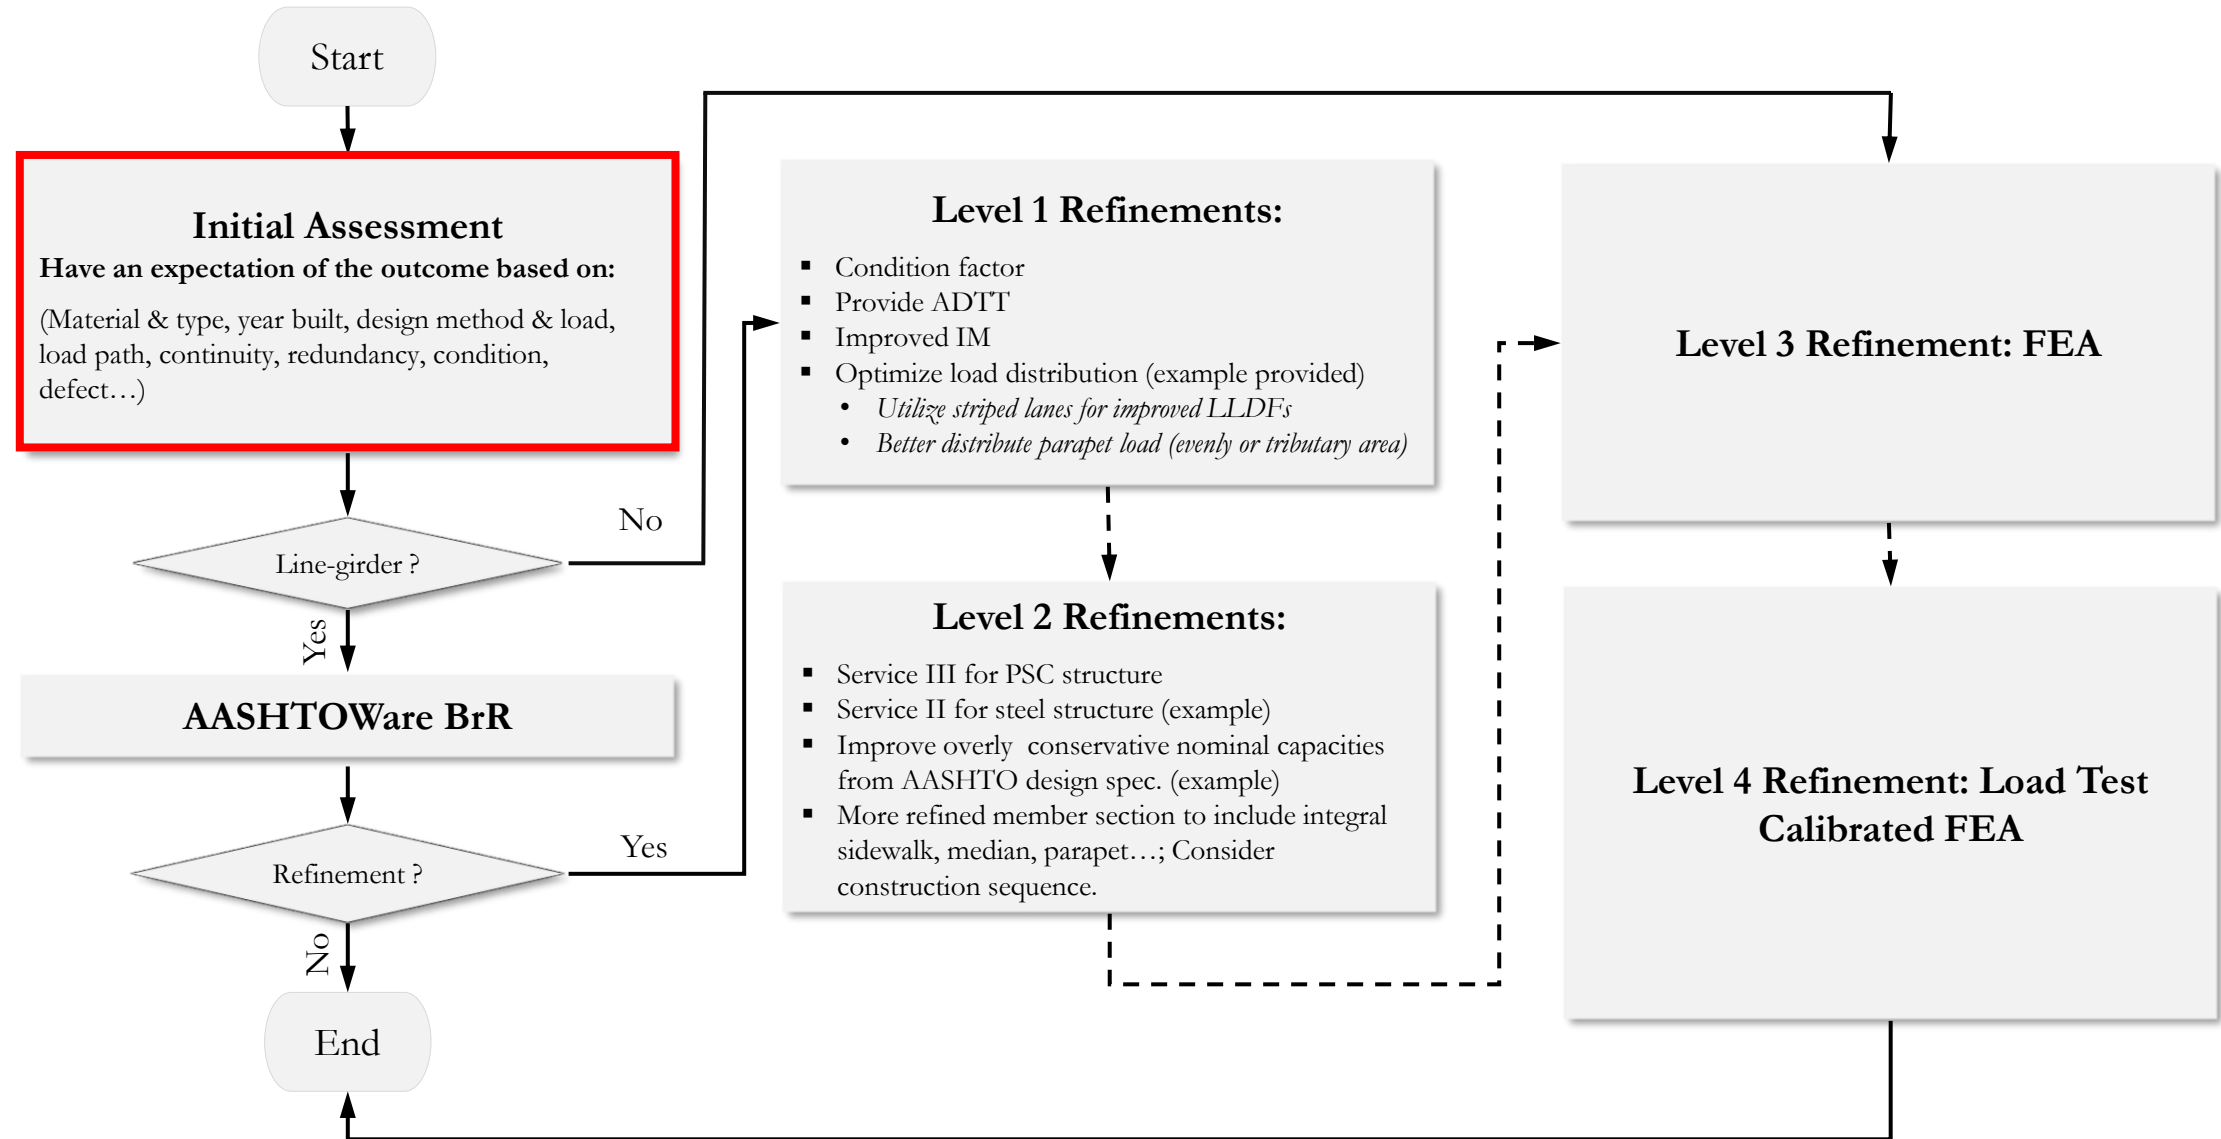 Start
Initial Assessment
Have an expectation of the outcome based on:
(Material & type, year built, design method & load,
load path, continuity, redundancy, condition,
defect…)
Line-girder ?
No
Yes
AASHTOWare BrR
Refinement ?
Yes
No
End
Level 1 Refinements:
▪ Condition factor
▪ Provide ADTT
▪ Improved IM
▪ Optimize load distribution (example provided)
• Utilize striped lanes for improved LLDFs
• Better distribute parapet load (evenly or tributary area)
Level 2 Refinements:
▪ Service III for PSC structure
▪ Service II for steel structure (example)
▪ Improve overly conservative nominal capacities
from AASHTO design spec. (example)
▪ More refined member section to include integral
sidewalk, median, parapet…; Consider
construction sequence.
Level 3 Refinement: FEA
Level 4 Refinement: Load Test
Calibrated FEA